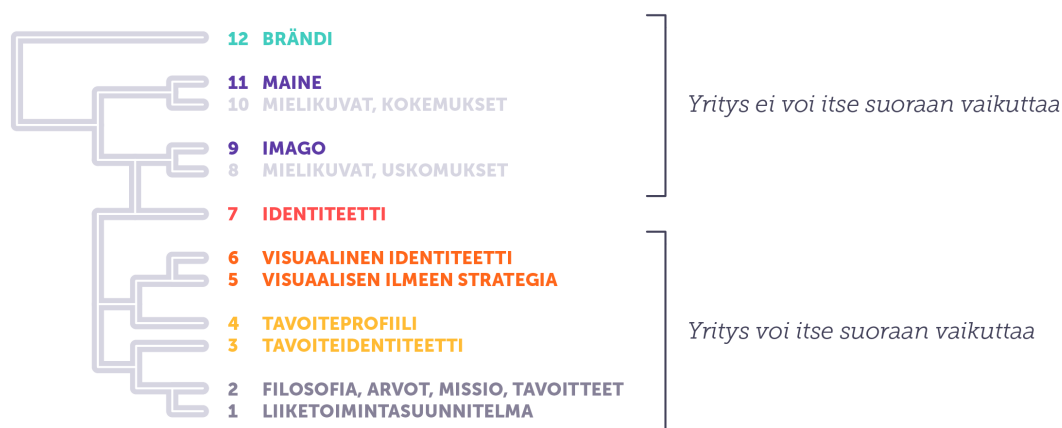 12 BRÄNDI
11 MAINE
10 MIELIKUVAT, KOKEMUKSET
Yritys ei voi itse suoraan vaikuttaa
9 IMAGO
8 MIELIKUVAT, USKOMUKSET
7 IDENTITEETTI
6 VISUAALINEN IDENTITEETTI
5 VISUAALISEN ILMEEN STRATEGIA
4 TAVOITEPROFIILI
Yritys voi itse suoraan vaikuttaa
3 TAVOITEIDENTITEETTI
2 FILOSOFIA, ARVOT, MISSIO, TAVOITTEET
1 LIIKETOIMINTASUUNNITELMA